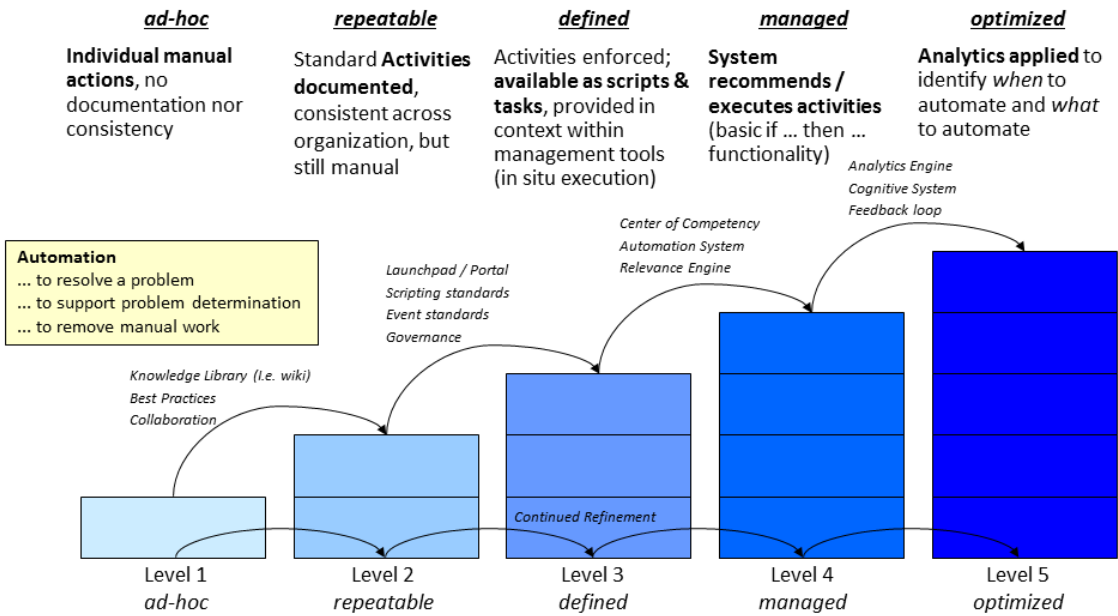 ad-hoc
Individual manual
actions, no
documentation nor
consistency
repeatable
Standard Activities
documented,
consistent across
organization, but
still manual
defined
Activities enforced;
available as scripts &
tasks, provided in
context within
management tools
(in situ execution)
managed
System
recommends /
executes activities
(basic if ... then ...
functionality)
optimized
Analytics applied to
identify when to
automate and what
to automate
Analytics Engine
Cognitive System
Feedback loop
Center of Competency
Automation System
Relevance Engine
Launchpad / Portal
Scripting standards
Event standards
Governance
Automation
... to resolve a problem
... to support problem determination
... to remove manual work
Knowledge Library (I.e. wiki)
Best Practices
Collaboration
Continued Refinement
Level 1
ad-hoc
Level 2
repeatable
Level 3
defined
Level 4
managed
Level 5
optimized